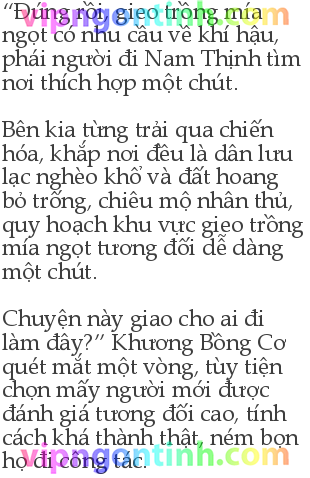 “Đúng rồi, gieo trồng mía
ngọt có nhu cầu về khí hậu,
phái người đi Nam Thịnh tìm
nơi thích hợp một chút.
Bên kia từng trải qua chiến
hóa, khắp nơi đều là dân lưu
lạc nghèo khổ và đất hoang
bỏ trống, chiêu mộ nhân thủ,
quy hoạch khu vực gieo trồng
mía ngọt tương đối dễ dàng
một chút.
Chuyện này giao cho ai đi
làm đây?” Khương Bồng Cơ
quét mắt một vòng, tùy tiện
chọn mấy người mới được
đánh giá tương đối cao, tính
cách khá thành thật, ném bọn
họ đi công tác.
vipngontinh.com
vipngontinh.com
vipngontinh.com